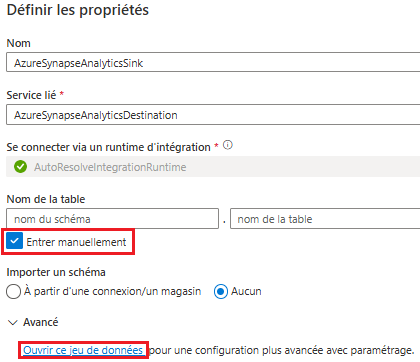 Définir les propriétés
Nom
AzureSynapseAnalyticsSink
Service lié *
AzureSynapseAnalyticsDestination
Se connecter via un runtime d'intégration *
AutoResolveIntegrationRuntime
Nom de la table
nom du schéma . nom de la table
Entrer manuellement
Importer un schéma
À partir d'une connexion/un magasin Aucun
Avancé
Ouvrir ce jeu de données pour une configuration plus avancée avec paramétrage.